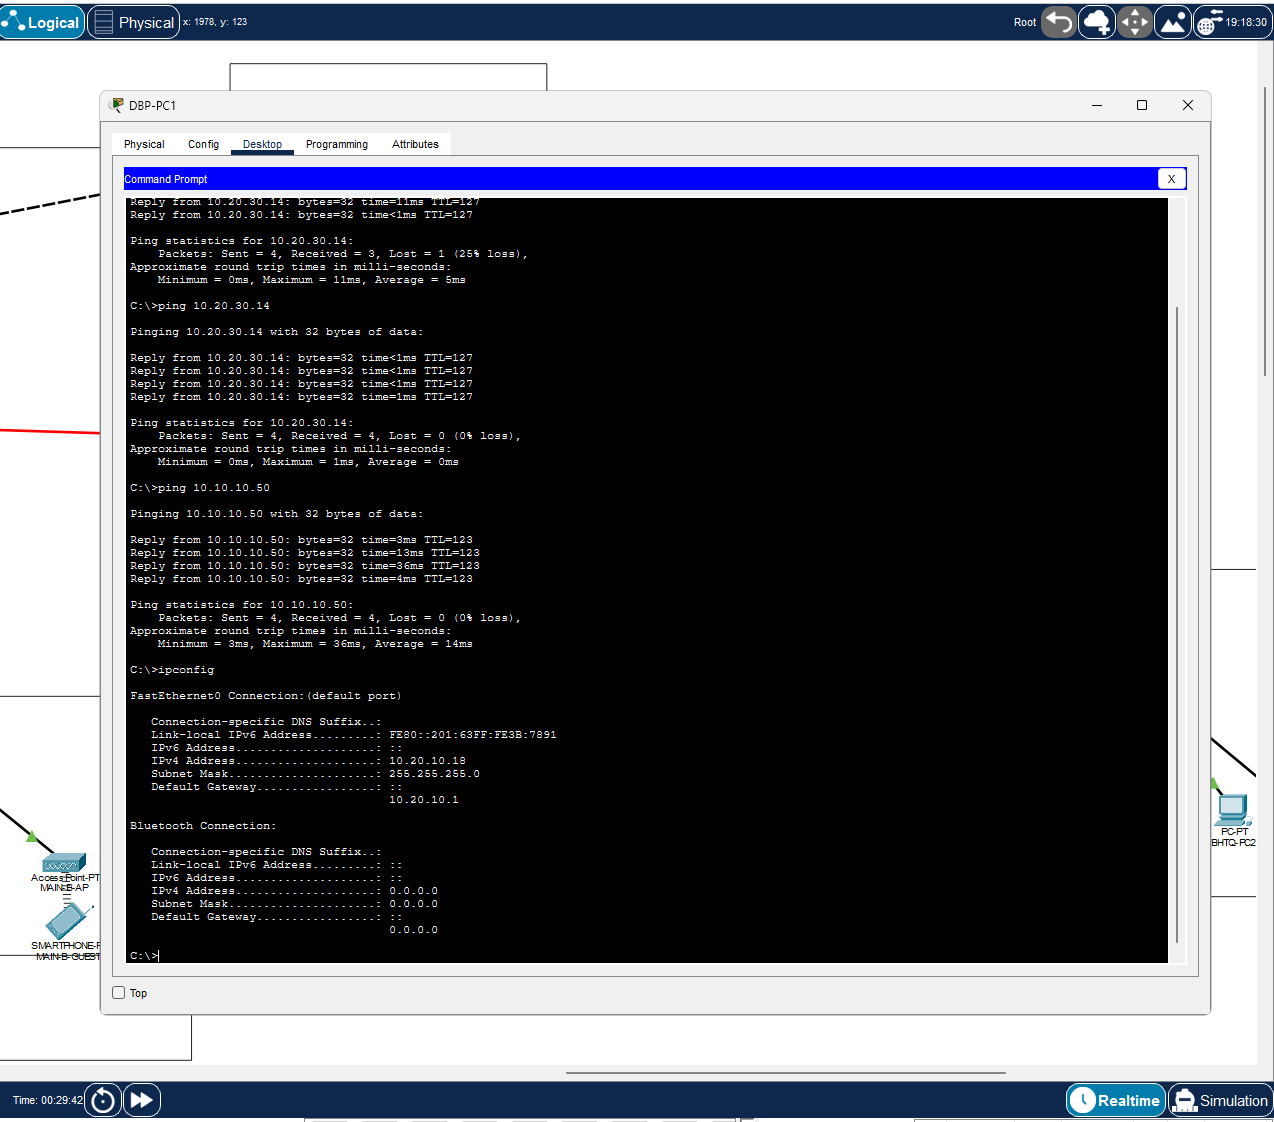 Logical
Physical
x: 1978, y: 123
Root
19:18:30
DBP-PC1
Physical Config Desktop Programming Attributes
Command Prompt
X
Reply from 10.20.30.14: bytes=32 time=11ms TTL=127
Reply from 10.20.30.14: bytes=32 time<1ms TTL=127
Ping statistics for 10.20.30.14:
Packets: Sent = 4, Received = 3, Lost = 1 (25% loss),
Approximate round trip times in milli-seconds:
Minimum = 0ms, Maximum = 11ms, Average = 5ms
C:\>ping 10.20.30.14
Pinging 10.20.30.14 with 32 bytes of data:
Reply from 10.20.30.14: bytes=32 time<1ms TTL=127
Reply from 10.20.30.14: bytes=32 time<1ms TTL=127
Reply from 10.20.30.14: bytes=32 time<1ms TTL=127
Reply from 10.20.30.14: bytes=32 time=1ms TTL=127
Ping statistics for 10.20.30.14:
Packets: Sent = 4, Received = 4, Lost = 0 (0% loss),
Approximate round trip times in milli-seconds:
Minimum = 0ms, Maximum = 1ms, Average = 0ms
C:\>ping 10.10.10.50
Pinging 10.10.10.50 with 32 bytes of data:
Reply from 10.10.10.50: bytes=32 time=3ms TTL=123
Reply from 10.10.10.50: bytes=32 time=13ms TTL=123
Reply from 10.10.10.50: bytes=32 time=36ms TTL=123
Reply from 10.10.10.50: bytes=32 time=4ms TTL=123
Ping statistics for 10.10.10.50:
Packets: Sent = 4, Received = 4, Lost = 0 (0% loss),
Approximate round trip times in milli-seconds:
Minimum = 3ms, Maximum = 36ms, Average = 14ms
C:\>ipconfig
FastEthernet0 Connection:(default port)
Connection-specific DNS Suffix..:
Link-local IPv6 Address.........: FE80::201:63FF:FE3B:7891
IPv6 Address....................: ::
IPv4 Address....................: 10.20.10.18
Subnet Mask.....................: 255.255.255.0
Default Gateway.................: ::
10.20.10.1
Bluetooth Connection:
Connection-specific DNS Suffix..:
Link-local IPv6 Address.........: ::
IPv6 Address....................: ::
IPv4 Address....................: 0.0.0.0
Subnet Mask.....................: 0.0.0.0
Default Gateway.................: ::
0.0.0.0
C:\>
Top
Access Point-PT
MAIN-B-AP
SMARTPHONE-P
MAIN-B-GUEST
PC-PT
BHTQ-PC2
Time: 00:29:42
Realtime
Simulation